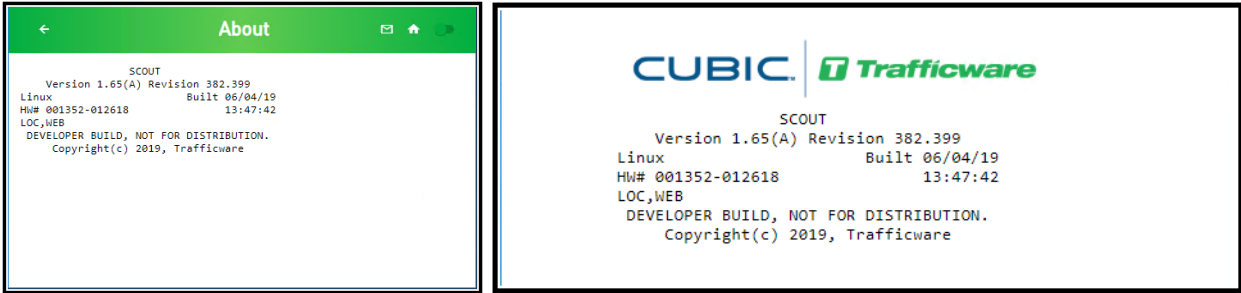 About
SCOUT
Version 1.65(A) Revision 382.399
Linux Built 06/04/19
HW# 001352-012618 13:47:42
LOC,WEB
DEVELOPER BUILD, NOT FOR DISTRIBUTION.
Copyright(c) 2019, Trafficware
CUBIC™ T Trafficware
SCOUT
Version 1.65(A) Revision 382.399
Linux Built 06/04/19
HW# 001352-012618 13:47:42
LOC,WEB
DEVELOPER BUILD, NOT FOR DISTRIBUTION.
Copyright(c) 2019, Trafficware